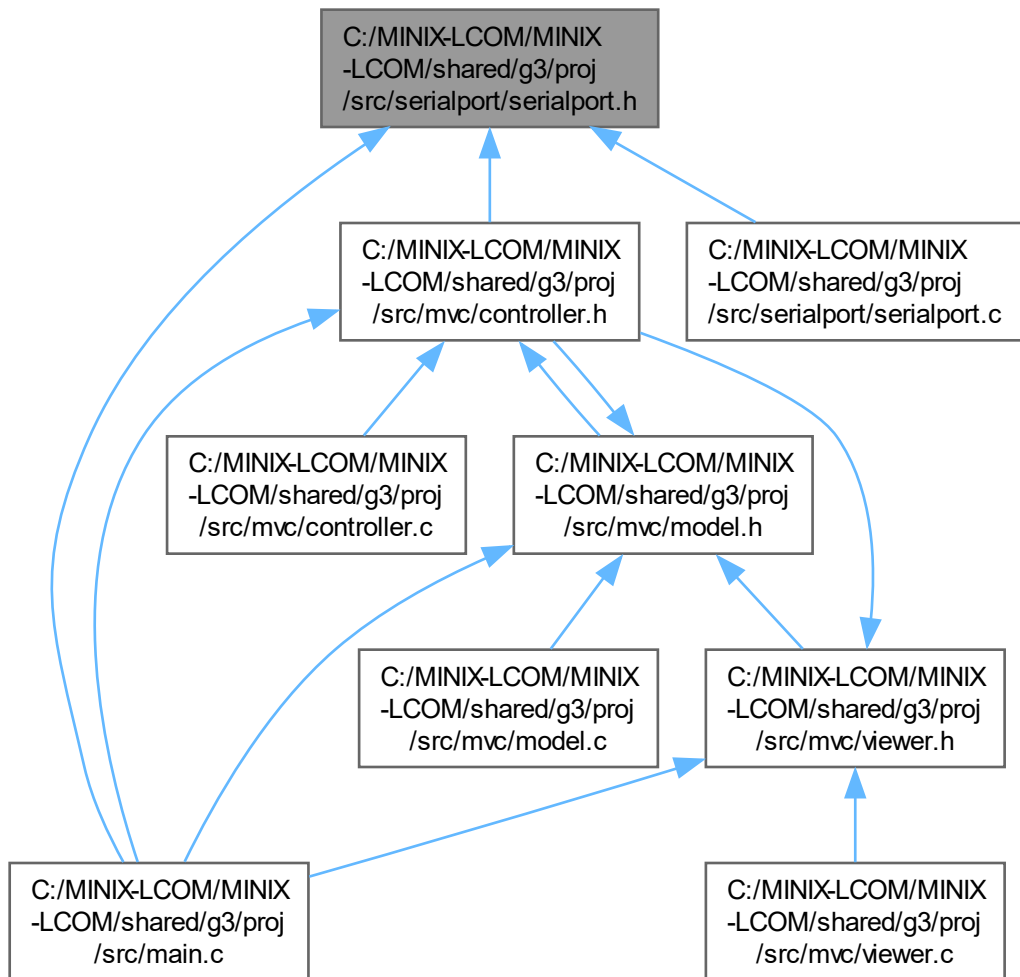 C:/MINIX-LCOM/MINIX
-LCOM/shared/g3/proj
/src/serialport/serialport.h
C:/MINIX-LCOM/MINIX
-LCOM/shared/g3/proj
/src/mvc/controller.h
C:/MINIX-LCOM/MINIX
-LCOM/shared/g3/proj
/src/serialport/serialport.c
C:/MINIX-LCOM/MINIX
-LCOM/shared/g3/proj
/src/mvc/controller.c
C:/MINIX-LCOM/MINIX
-LCOM/shared/g3/proj
/src/mvc/model.h
C:/MINIX-LCOM/MINIX
-LCOM/shared/g3/proj
/src/mvc/model.c
C:/MINIX-LCOM/MINIX
-LCOM/shared/g3/proj
/src/mvc/viewer.h
C:/MINIX-LCOM/MINIX
-LCOM/shared/g3/proj
/src/main.c
C:/MINIX-LCOM/MINIX
-LCOM/shared/g3/proj
/src/mvc/viewer.c